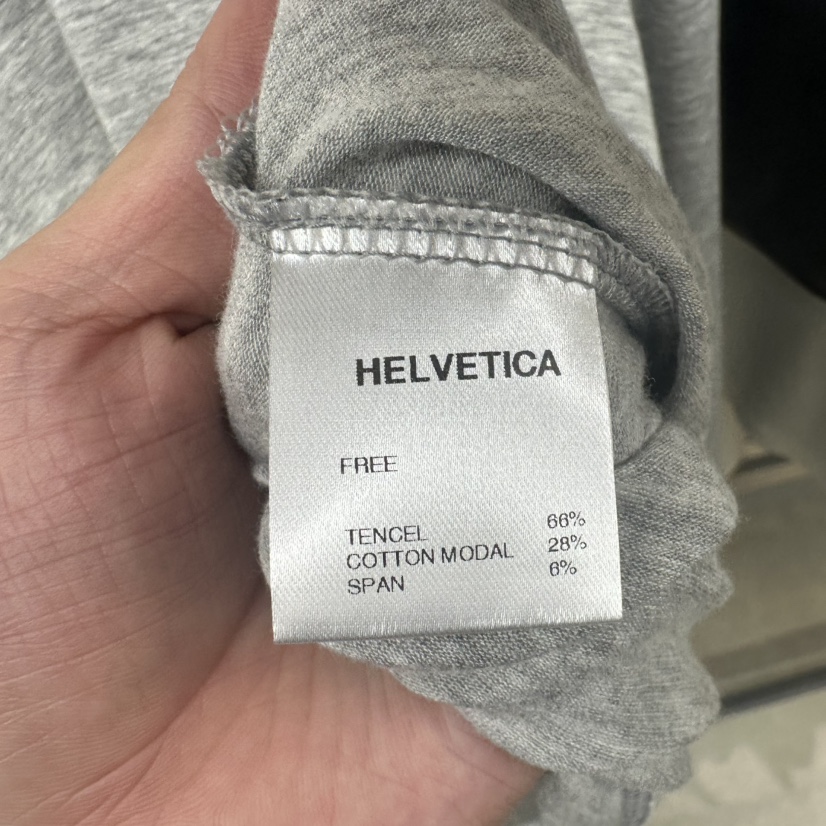 HELVETICA
FREE
TENCEL 66%
COTTON MODAL 28%
SPAN 6%